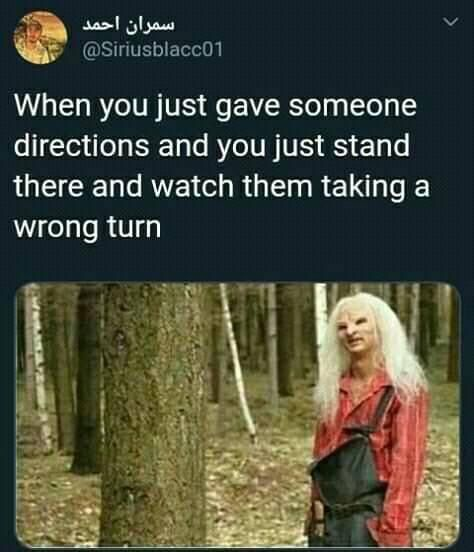 سمران احمد
@Siriusblacc01
When you just gave someone
directions and you just stand
there and watch them taking a
wrong turn